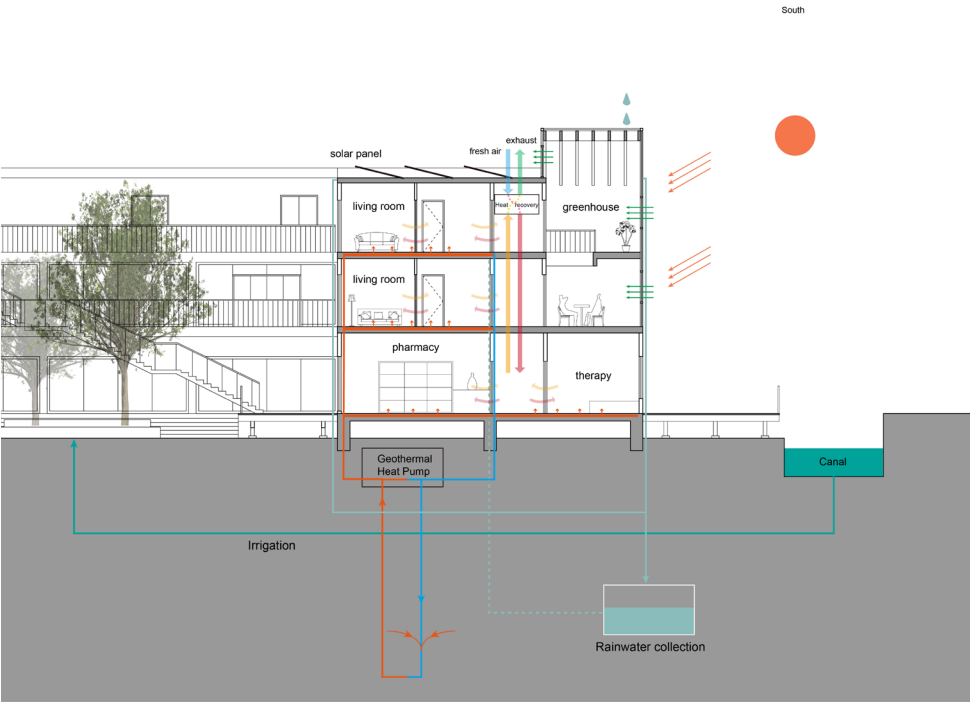 South
exhaust
fresh air
solar panel
living room
Heat recovery
greenhouse
living room
pharmacy
therapy
Geothermal
Heat Pump
Canal
Irrigation
Rainwater collection